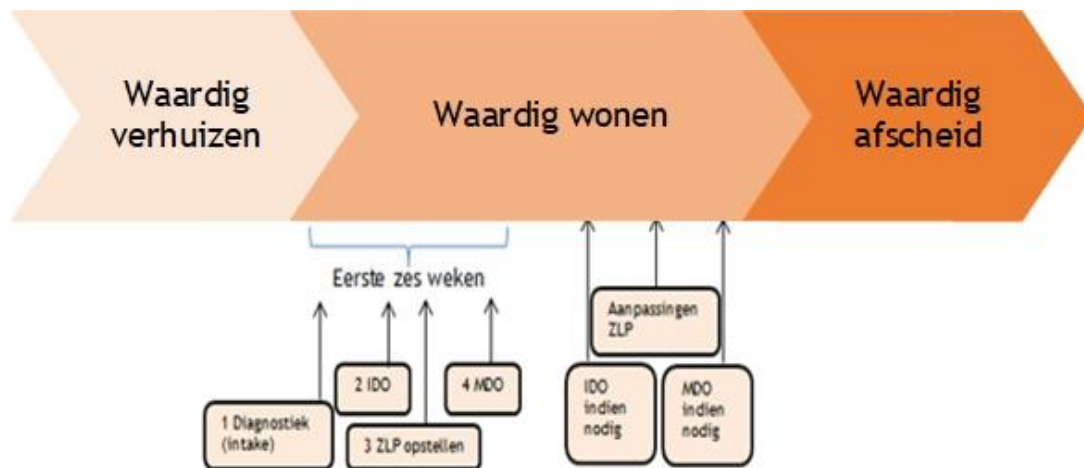 Waardig
verhuizen
Waardig wonen
Waardig
afscheid
Eerste zes weken
1 Diagnostiek
(intake)
2 IDO
3 ZLP opstellen
4 MDO
Aanpassingen
ZLP
IDO
indien
nodig
MDO
indien
nodig